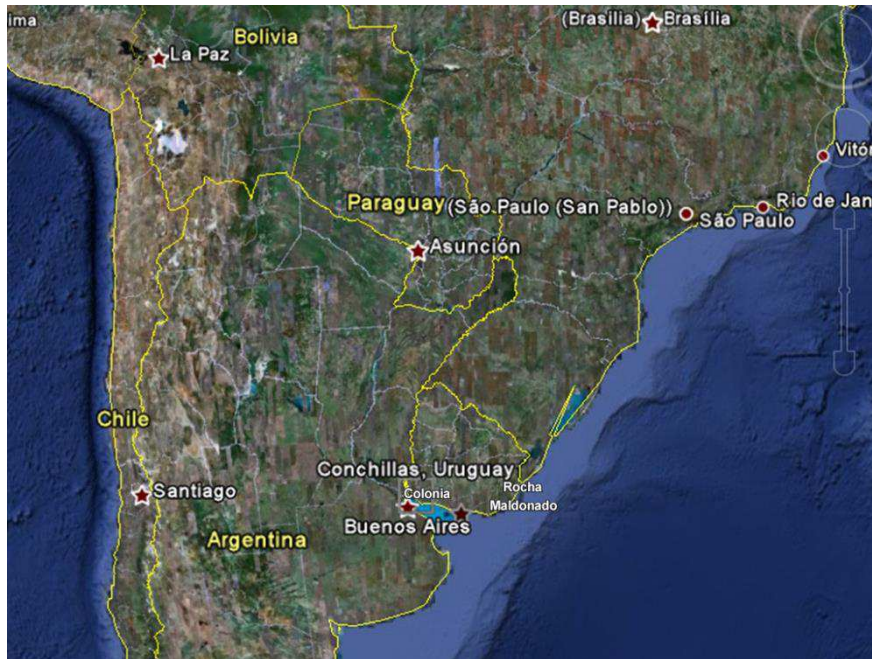 ima
(Brasilia) Brasília
La Paz
Bolivia
Vitór
Paraguay (São Paulo (San Pablo))
Rio de Jan
São Paulo
Asunción
Chile
Conchillas, Uruguay
Santiago
Colonia
Rocha
Maldonado
Buenos Aires
Argentina